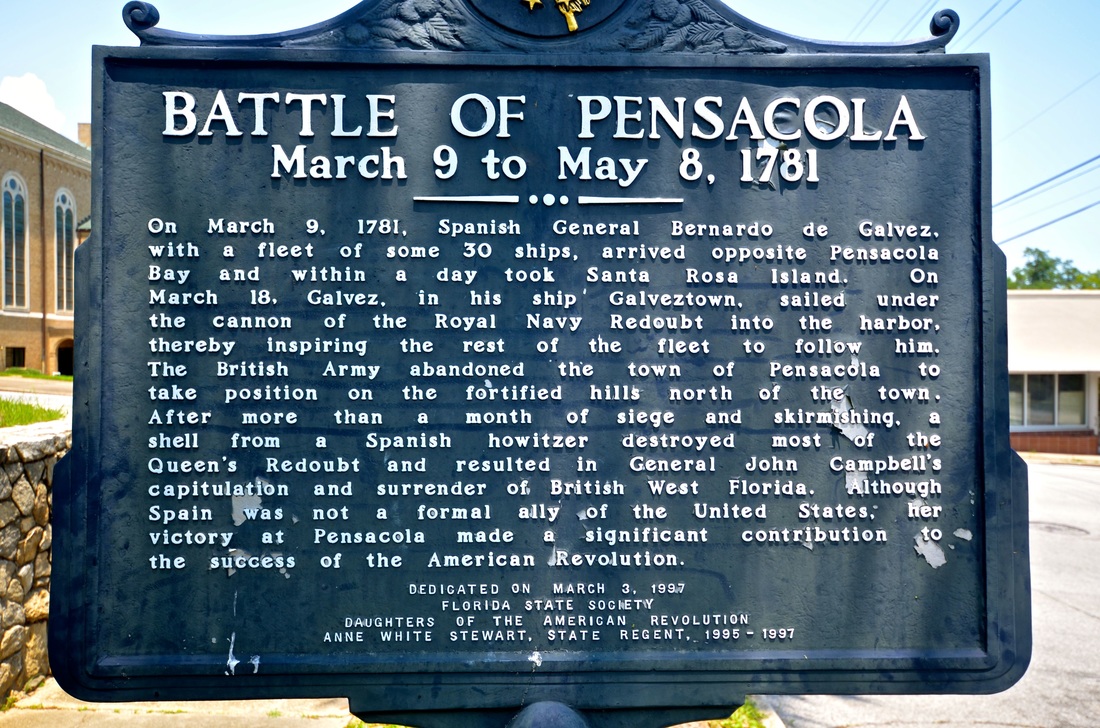 BATTLE OF PENSACOLA
March 9 to May 8, 1781
On March 9, 1781, Spanish General Bernardo de Galvez,
with a fleet of some 30 ships, arrived opposite Pensacola
Bay and within a day took Santa Rosa Island. On
March 18, Galvez, in his ship Galveztown, sailed under
the cannon of the Royal Navy Redoubt into the harbor,
thereby inspiring the rest of the fleet to follow him.
The British Army abandoned the town of Pensacola to
take position on the fortified hills north of the town.
After more than a month of siege and skirmishing, a
shell from a Spanish howitzer destroyed most of the
Queen's Redoubt and resulted in General John Campbell's
capitulation and surrender of British West Florida. Although
Spain was not a formal ally of the United States, her
victory at Pensacola made a significant contribution to
the success of the American Revolution.
DEDICATED ON MARCH 3, 1997
FLORIDA STATE SOCIETY
DAUGHTERS OF THE AMERICAN REVOLUTION
ANNE WHITE STEWART, STATE REGENT, 1995 - 1997